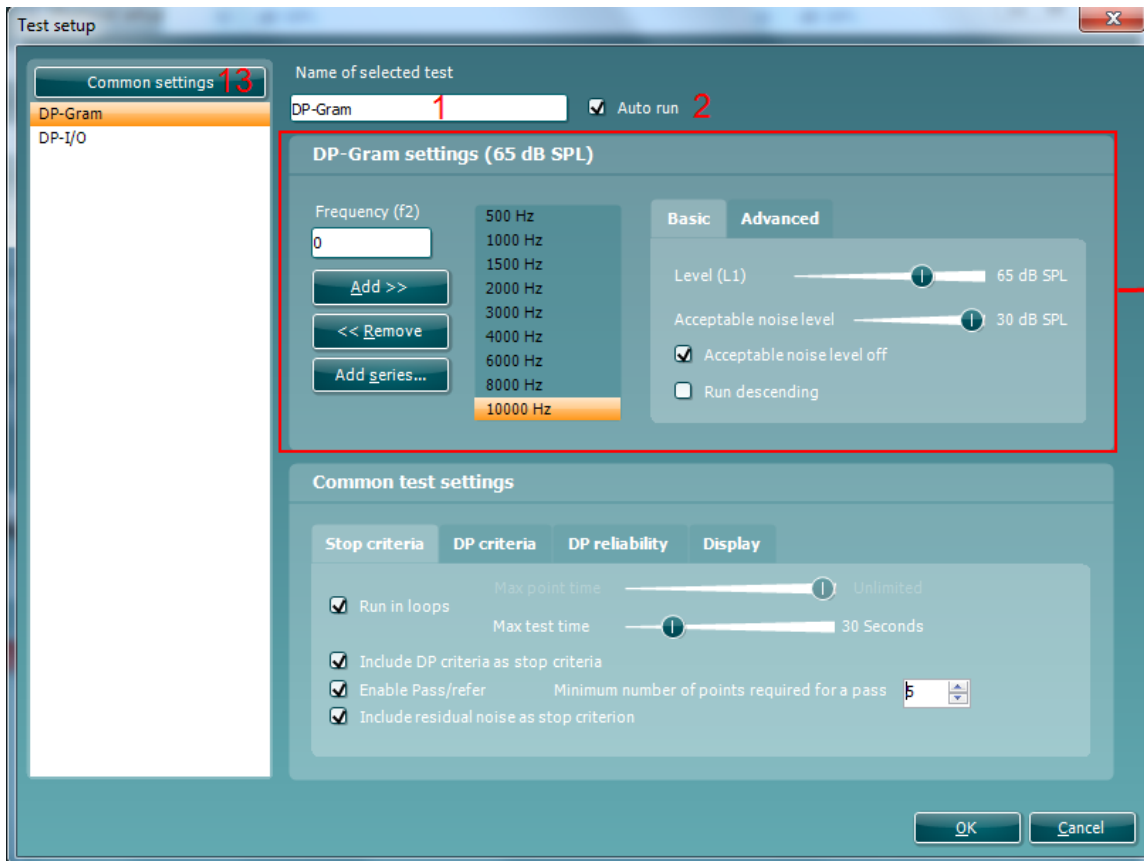 Test setup
Common settings 13
DP-Gram
DP-I/O
Name of selected test
DP-Gram 1
Auto run 2
DP-Gram settings (65 dB SPL)
Frequency (f2)
0
Add >>
<< Remove
Add series...
500 Hz
1000 Hz
1500 Hz
2000 Hz
3000 Hz
4000 Hz
6000 Hz
8000 Hz
10000 Hz
Basic Advanced
Level (L1) 65 dB SPL
Acceptable noise level 30 dB SPL
Acceptable noise level off
Run descending
Common test settings
Stop criteria DP criteria DP reliability Display
Max point time Unlimited
Run in loops
Max test time 30 Seconds
Include DP criteria as stop criteria
Enable Pass/refer Minimum number of points required for a pass 5
Include residual noise as stop criterion
OK Cancel